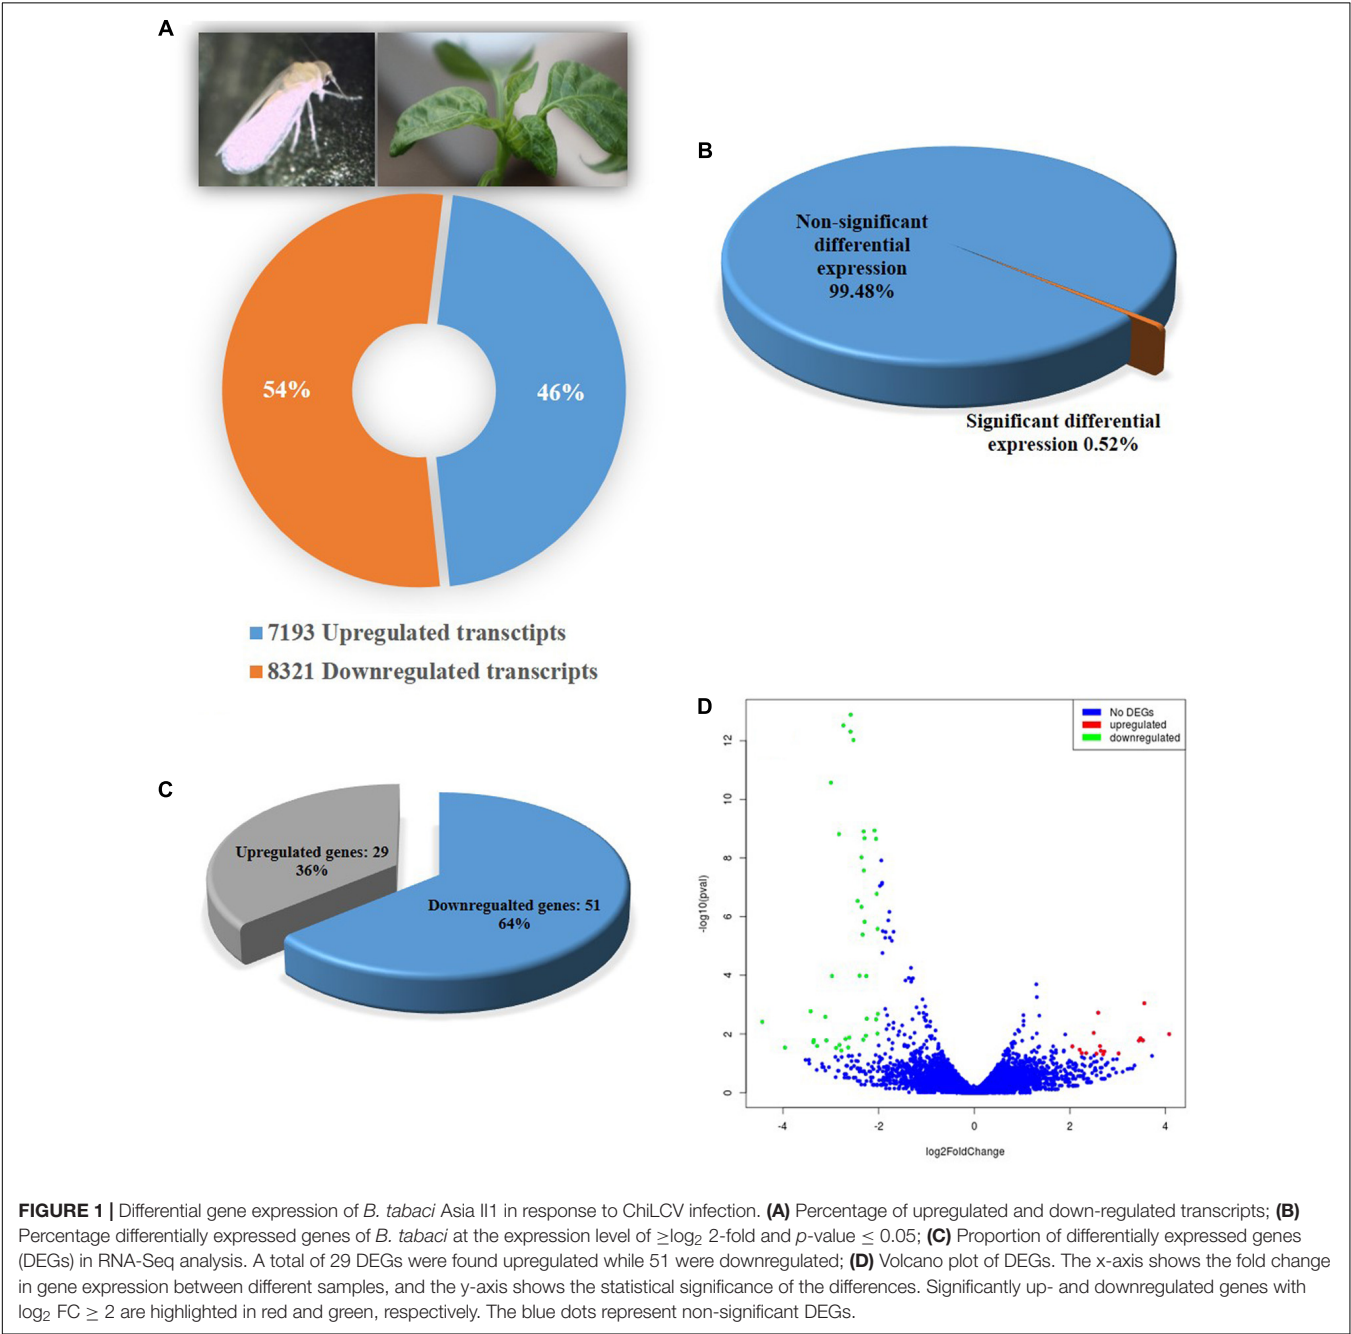 A
54%
46%
7193 Upregulated transctipts
8321 Downregulated transcripts
B
Non-significant
differential
expression
99.48%
Significant differential
expression 0.52%
C
Upregulated genes: 29
36%
Downregualted genes: 51
64%
D
No DEGs
upregulated
downregulated
12
10
8
6
4
2
0
-log10(pval)
-4 -2 0 2 4
log2FoldChange
FIGURE 1 | Differential gene expression of B. tabaci Asia II1 in response to ChiLCV infection. (A) Percentage of upregulated and down-regulated transcripts; (B)
Percentage differentially expressed genes of B. tabaci at the expression level of ≥log₂ 2-fold and p-value ≤ 0.05; (C) Proportion of differentially expressed genes
(DEGs) in RNA-Seq analysis. A total of 29 DEGs were found upregulated while 51 were downregulated; (D) Volcano plot of DEGs. The x-axis shows the fold change
in gene expression between different samples, and the y-axis shows the statistical significance of the differences. Significantly up- and downregulated genes with
log₂ FC ≥ 2 are highlighted in red and green, respectively. The blue dots represent non-significant DEGs.